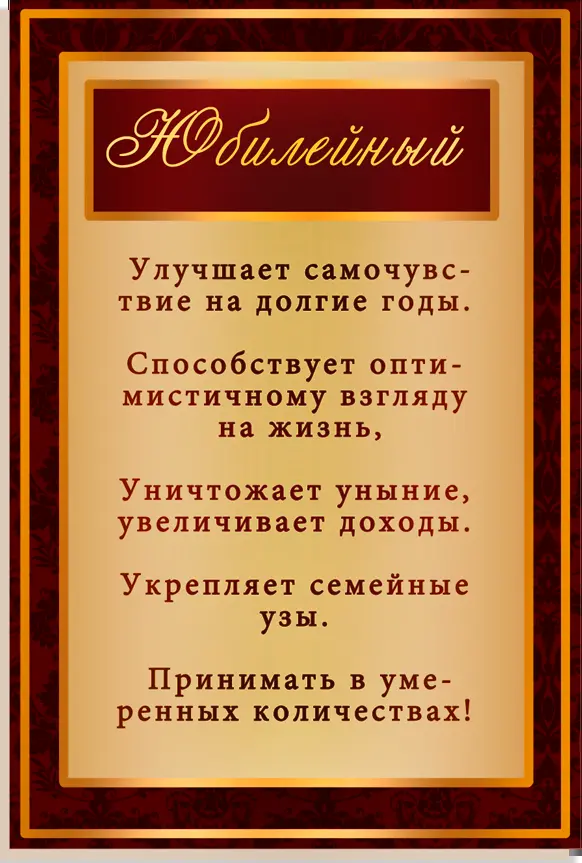 Юбилейный
Улучшает самочувс-
твие на долгие годы.
Способствует опти-
мистичному взгляду
на жизнь,
Уничтожает уныние,
увеличивает доходы.
Укрепляет семейные
узы.
Принимать в уме-
ренных количествах!